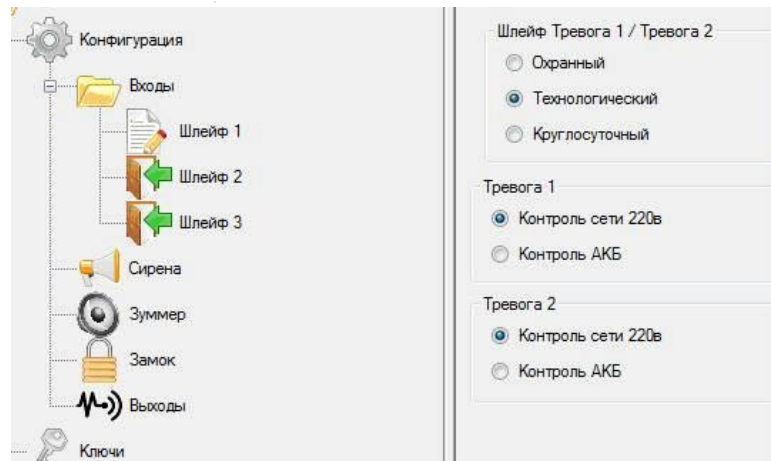 Конфигурация
Входы
Шлейф 1
Шлейф 2
Шлейф 3
Сирена
Зуммер
Замок
Выходы
Ключи
Шлейф Тревога 1 / Тревога 2
Охранный
Технологический
Круглосуточный
Тревога 1
Контроль сети 220в
Контроль АКБ
Тревога 2
Контроль сети 220в
Контроль АКБ